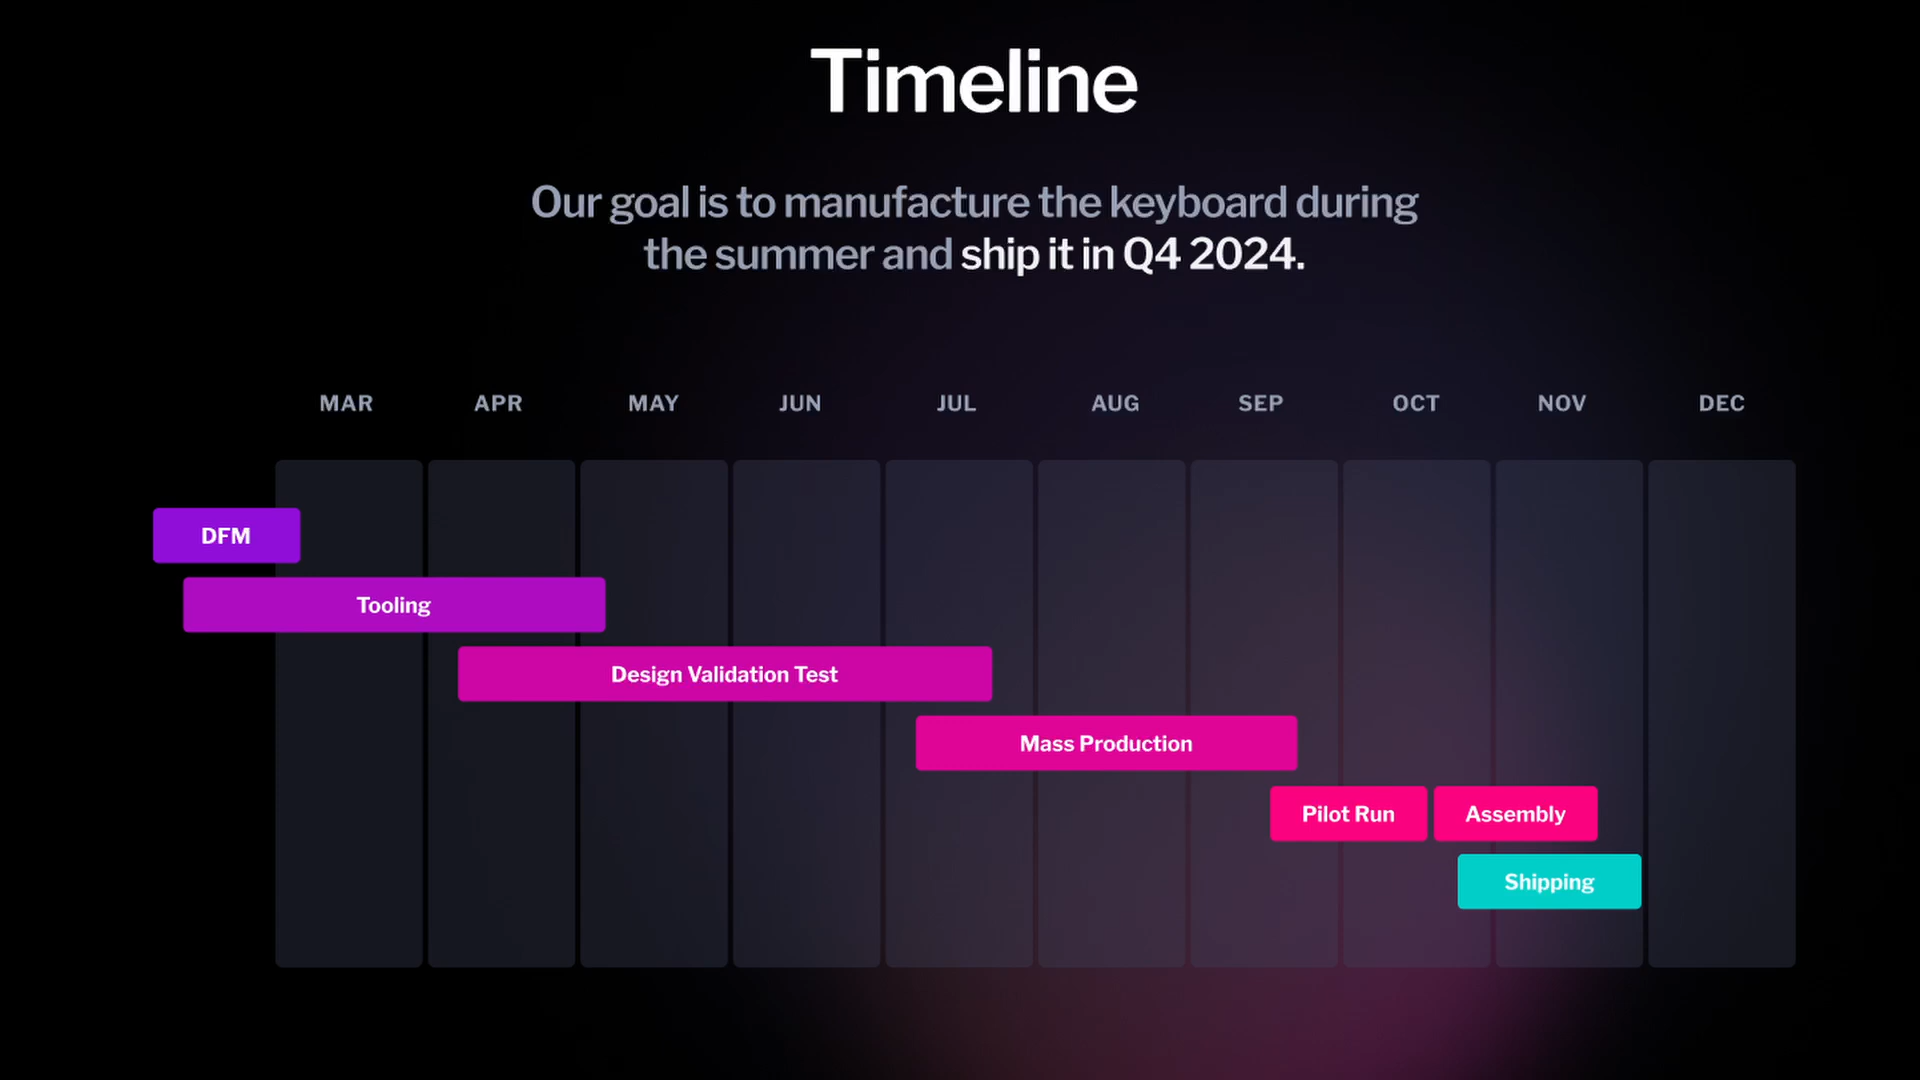 Timeline
Our goal is to manufacture the keyboard during
the summer and ship it in Q4 2024.
MAR APR MAY JUN JUL AUG SEP OCT NOV DEC
DFM
Tooling
Design Validation Test
Mass Production
Pilot Run Assembly
Shipping